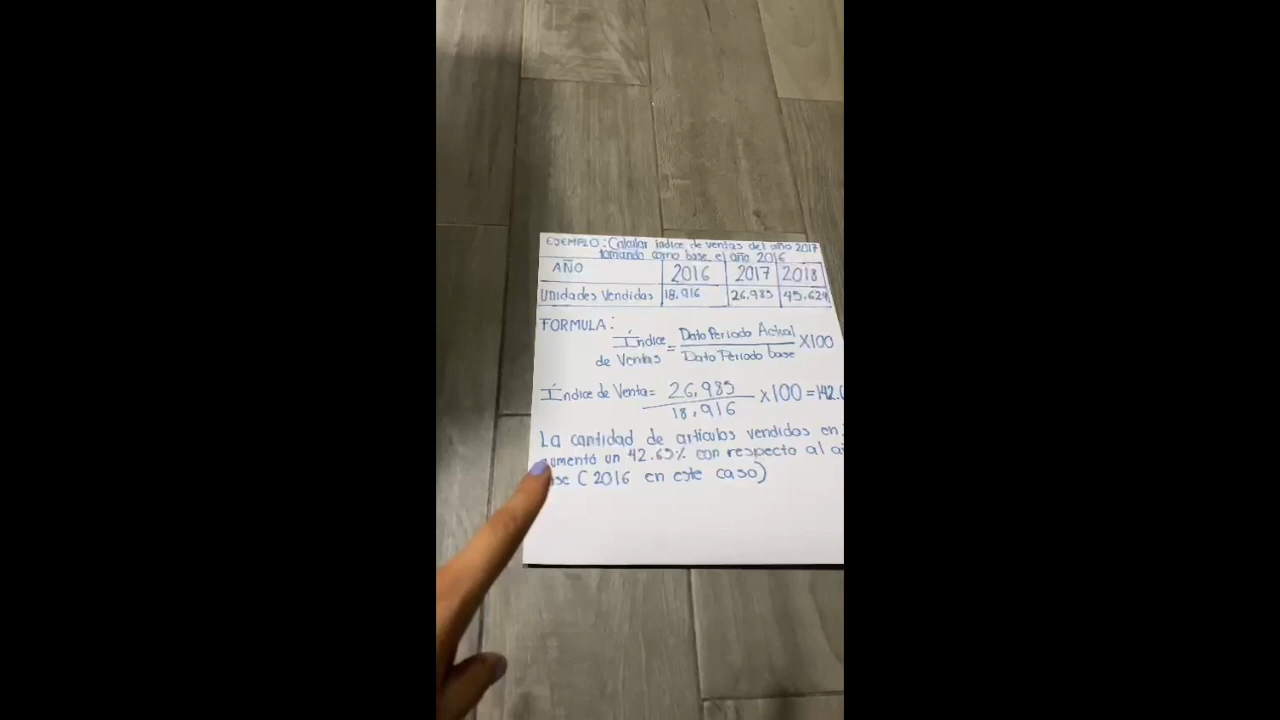 EJEMPLO: Calcular índice de ventas del año 2017
tomando como base el año 2016
AÑO 2016 2017 2018
Unidades Vendidas 18.916 26.985 45.624
FORMULA:
Índice de Ventas = Dato Periodo Actual / Dato Periodo base X100
Índice de Venta = 26,985 / 18,916 X100 = 142.
La cantidad de artículos vendidos en
aumentó un 42.65% con respecto al
(2016 en este caso)